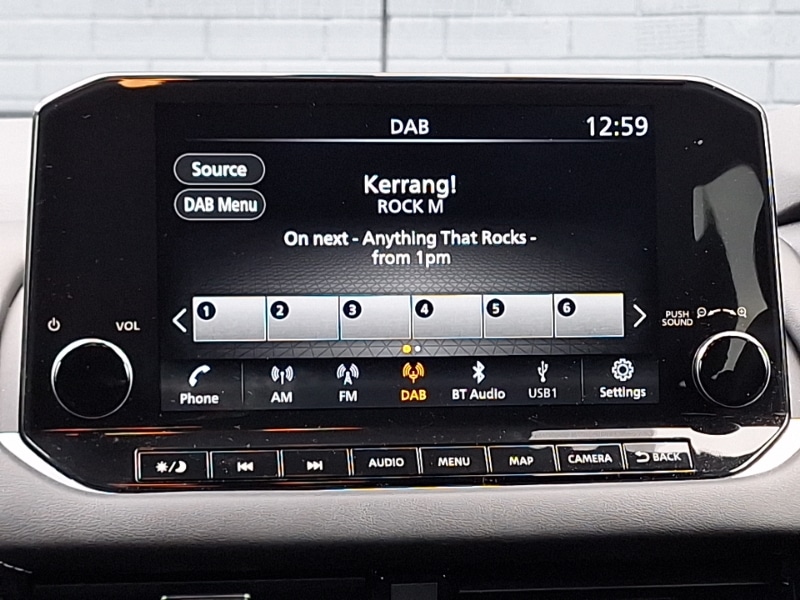 DAB
12:59
Source
DAB Menu
Kerrang!
ROCK M
On next - Anything That Rocks -
from 1pm
1 2 3 4 5 6
VOL
PUSH
SOUND
Phone AM FM DAB BT Audio USB1 Settings
AUDIO MENU MAP CAMERA BACK